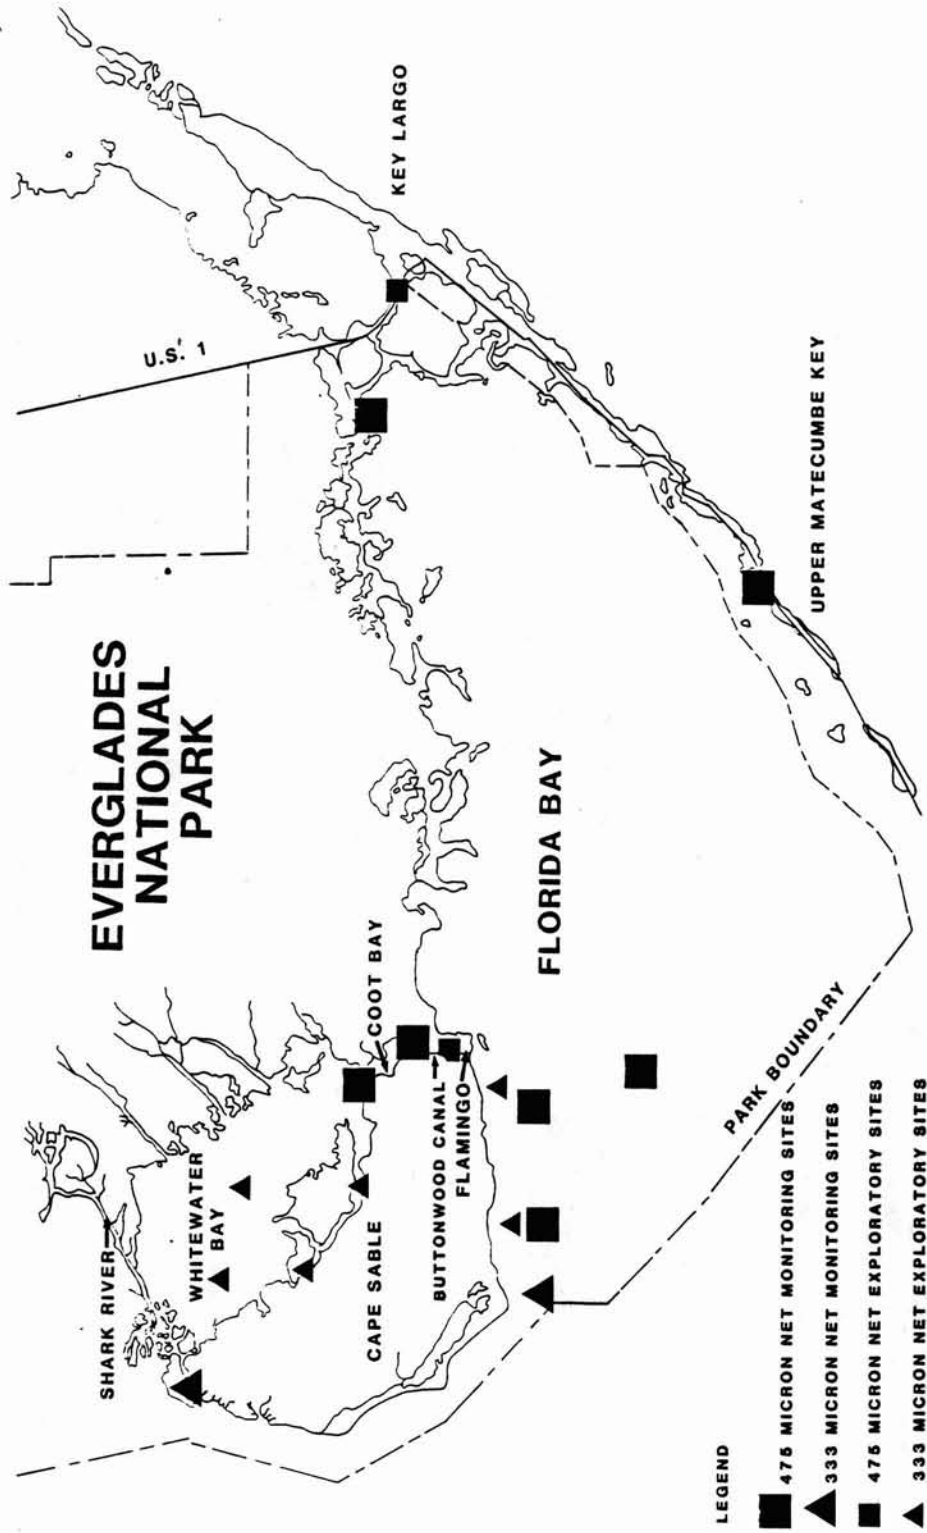 EVERGLADES
NATIONAL
PARK
U.S. 1
KEY LARGO
SHARK RIVER
WHITEWATER
BAY
COOT BAY
CAPE SABLE
BUTTONWOOD CANAL
FLAMINGO
FLORIDA BAY
UPPER MATECUMBE KEY
PARK BOUNDARY
LEGEND
475 MICRON NET MONITORING SITES
333 MICRON NET MONITORING SITES
475 MICRON NET EXPLORATORY SITES
333 MICRON NET EXPLORATORY SITES